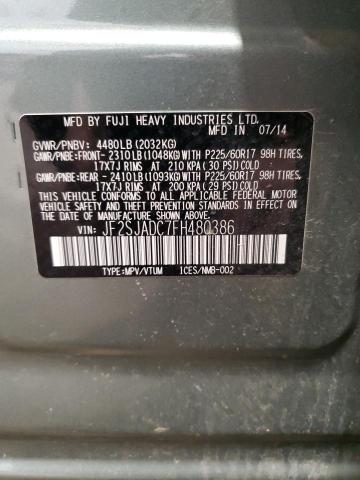 MFD BY FUJI HEAVY INDUSTRIES LTD.
IN 07/14
GVWR/PNBV: 4480LB(2032KG)
GAWR/PNBE:FRONT- 2310LB(1048KG)WITH P225/60R17 98H TIRES,
17X7J RIMS AT 210 KPA(30 PSI)COLD
GAWR/PNBE:REAR - 2410LB(1093KG)WITH P225/60R17 98H TIRES,
17X7J RIMS AT 200 KPA(29 PSI)COLD
THIS VEHICLE CONFORMS TO ALL APPLICABLE FEDERAL MOTOR
VEHICLE SAFETY STANDARDS IN EFFECT ON THE DATE OF
MANUFACTURE SHOWN ABOVE.
VIN: JF2SJADC7FH480386
TYPE:MPV/VTUM ICES/NMB-002